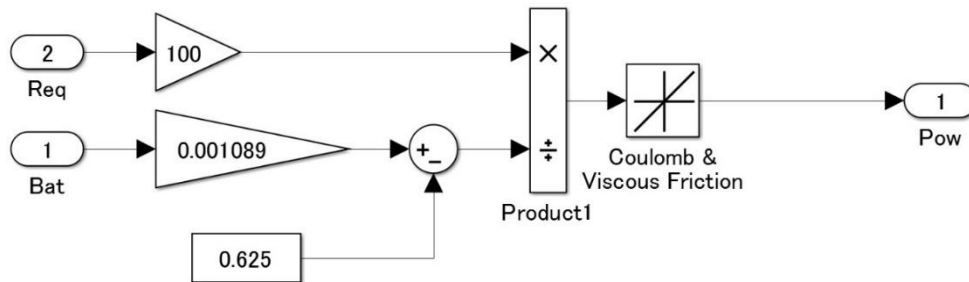 2
Req
100
×
1
Bat
0.001089
+
−
÷
Product1
0.625
Coulomb &
Viscous Friction
1
Pow